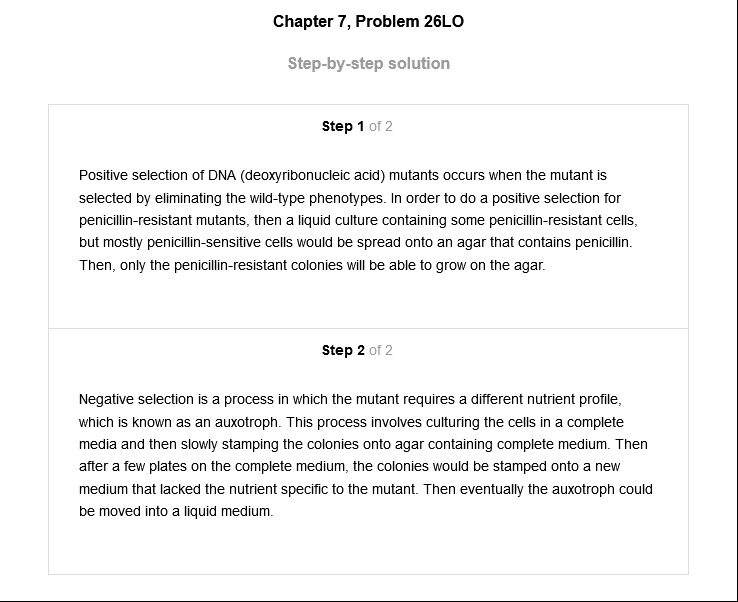 Chapter 7, Problem 26LO
Step-by-step solution
Step 1 of 2
Positive selection of DNA (deoxyribonucleic acid) mutants occurs when the mutant is
selected by eliminating the wild-type phenotypes. In order to do a positive selection for
penicillin-resistant mutants, then a liquid culture containing some penicillin-resistant cells,
but mostly penicillin-sensitive cells would be spread onto an agar that contains penicillin.
Then, only the penicillin-resistant colonies will be able to grow on the agar.
Step 2 of 2
Negative selection is a process in which the mutant requires a different nutrient profile,
which is known as an auxotroph. This process involves culturing the cells in a complete
media and then slowly stamping the colonies onto agar containing complete medium. Then
after a few plates on the complete medium, the colonies would be stamped onto a new
medium that lacked the nutrient specific to the mutant. Then eventually the auxotroph could
be moved into a liquid medium.